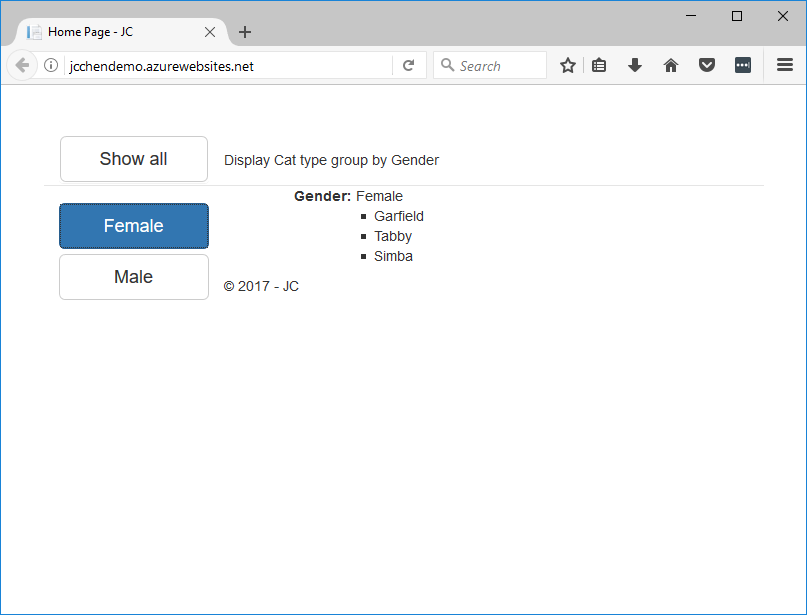 Home Page - JC
jcchendemo.azurewebsites.net
Search
Show all
Display Cat type group by Gender
Gender: Female
Garfield
Tabby
Simba
Female
Male
© 2017 - JC